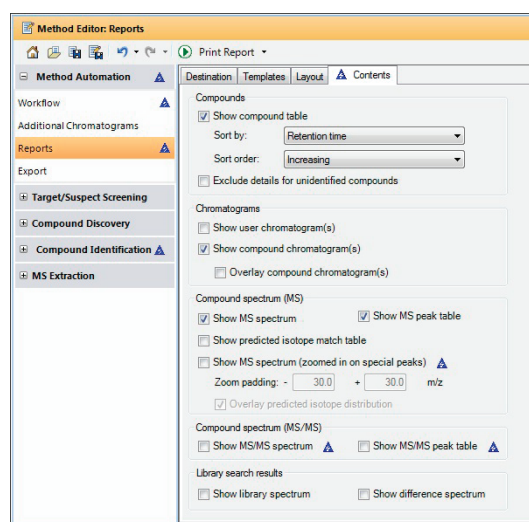 Method Editor: Reports
Print Report
Method Automation
Workflow
Additional Chromatograms
Reports
Export
Target/Suspect Screening
Compound Discovery
Compound Identification
MS Extraction
Destination Templates Layout Contents
Compounds
Show compound table
Sort by: Retention time
Sort order: Increasing
Exclude details for unidentified compounds
Chromatograms
Show user chromatogram(s)
Show compound chromatogram(s)
Overlay compound chromatogram(s)
Compound spectrum (MS)
Show MS spectrum Show MS peak table
Show predicted isotope match table
Show MS spectrum (zoomed in on special peaks)
Zoom padding: - 30.0 + 30.0 m/z
Overlay predicted isotope distribution
Compound spectrum (MS/MS)
Show MS/MS spectrum Show MS/MS peak table
Library search results
Show library spectrum Show difference spectrum